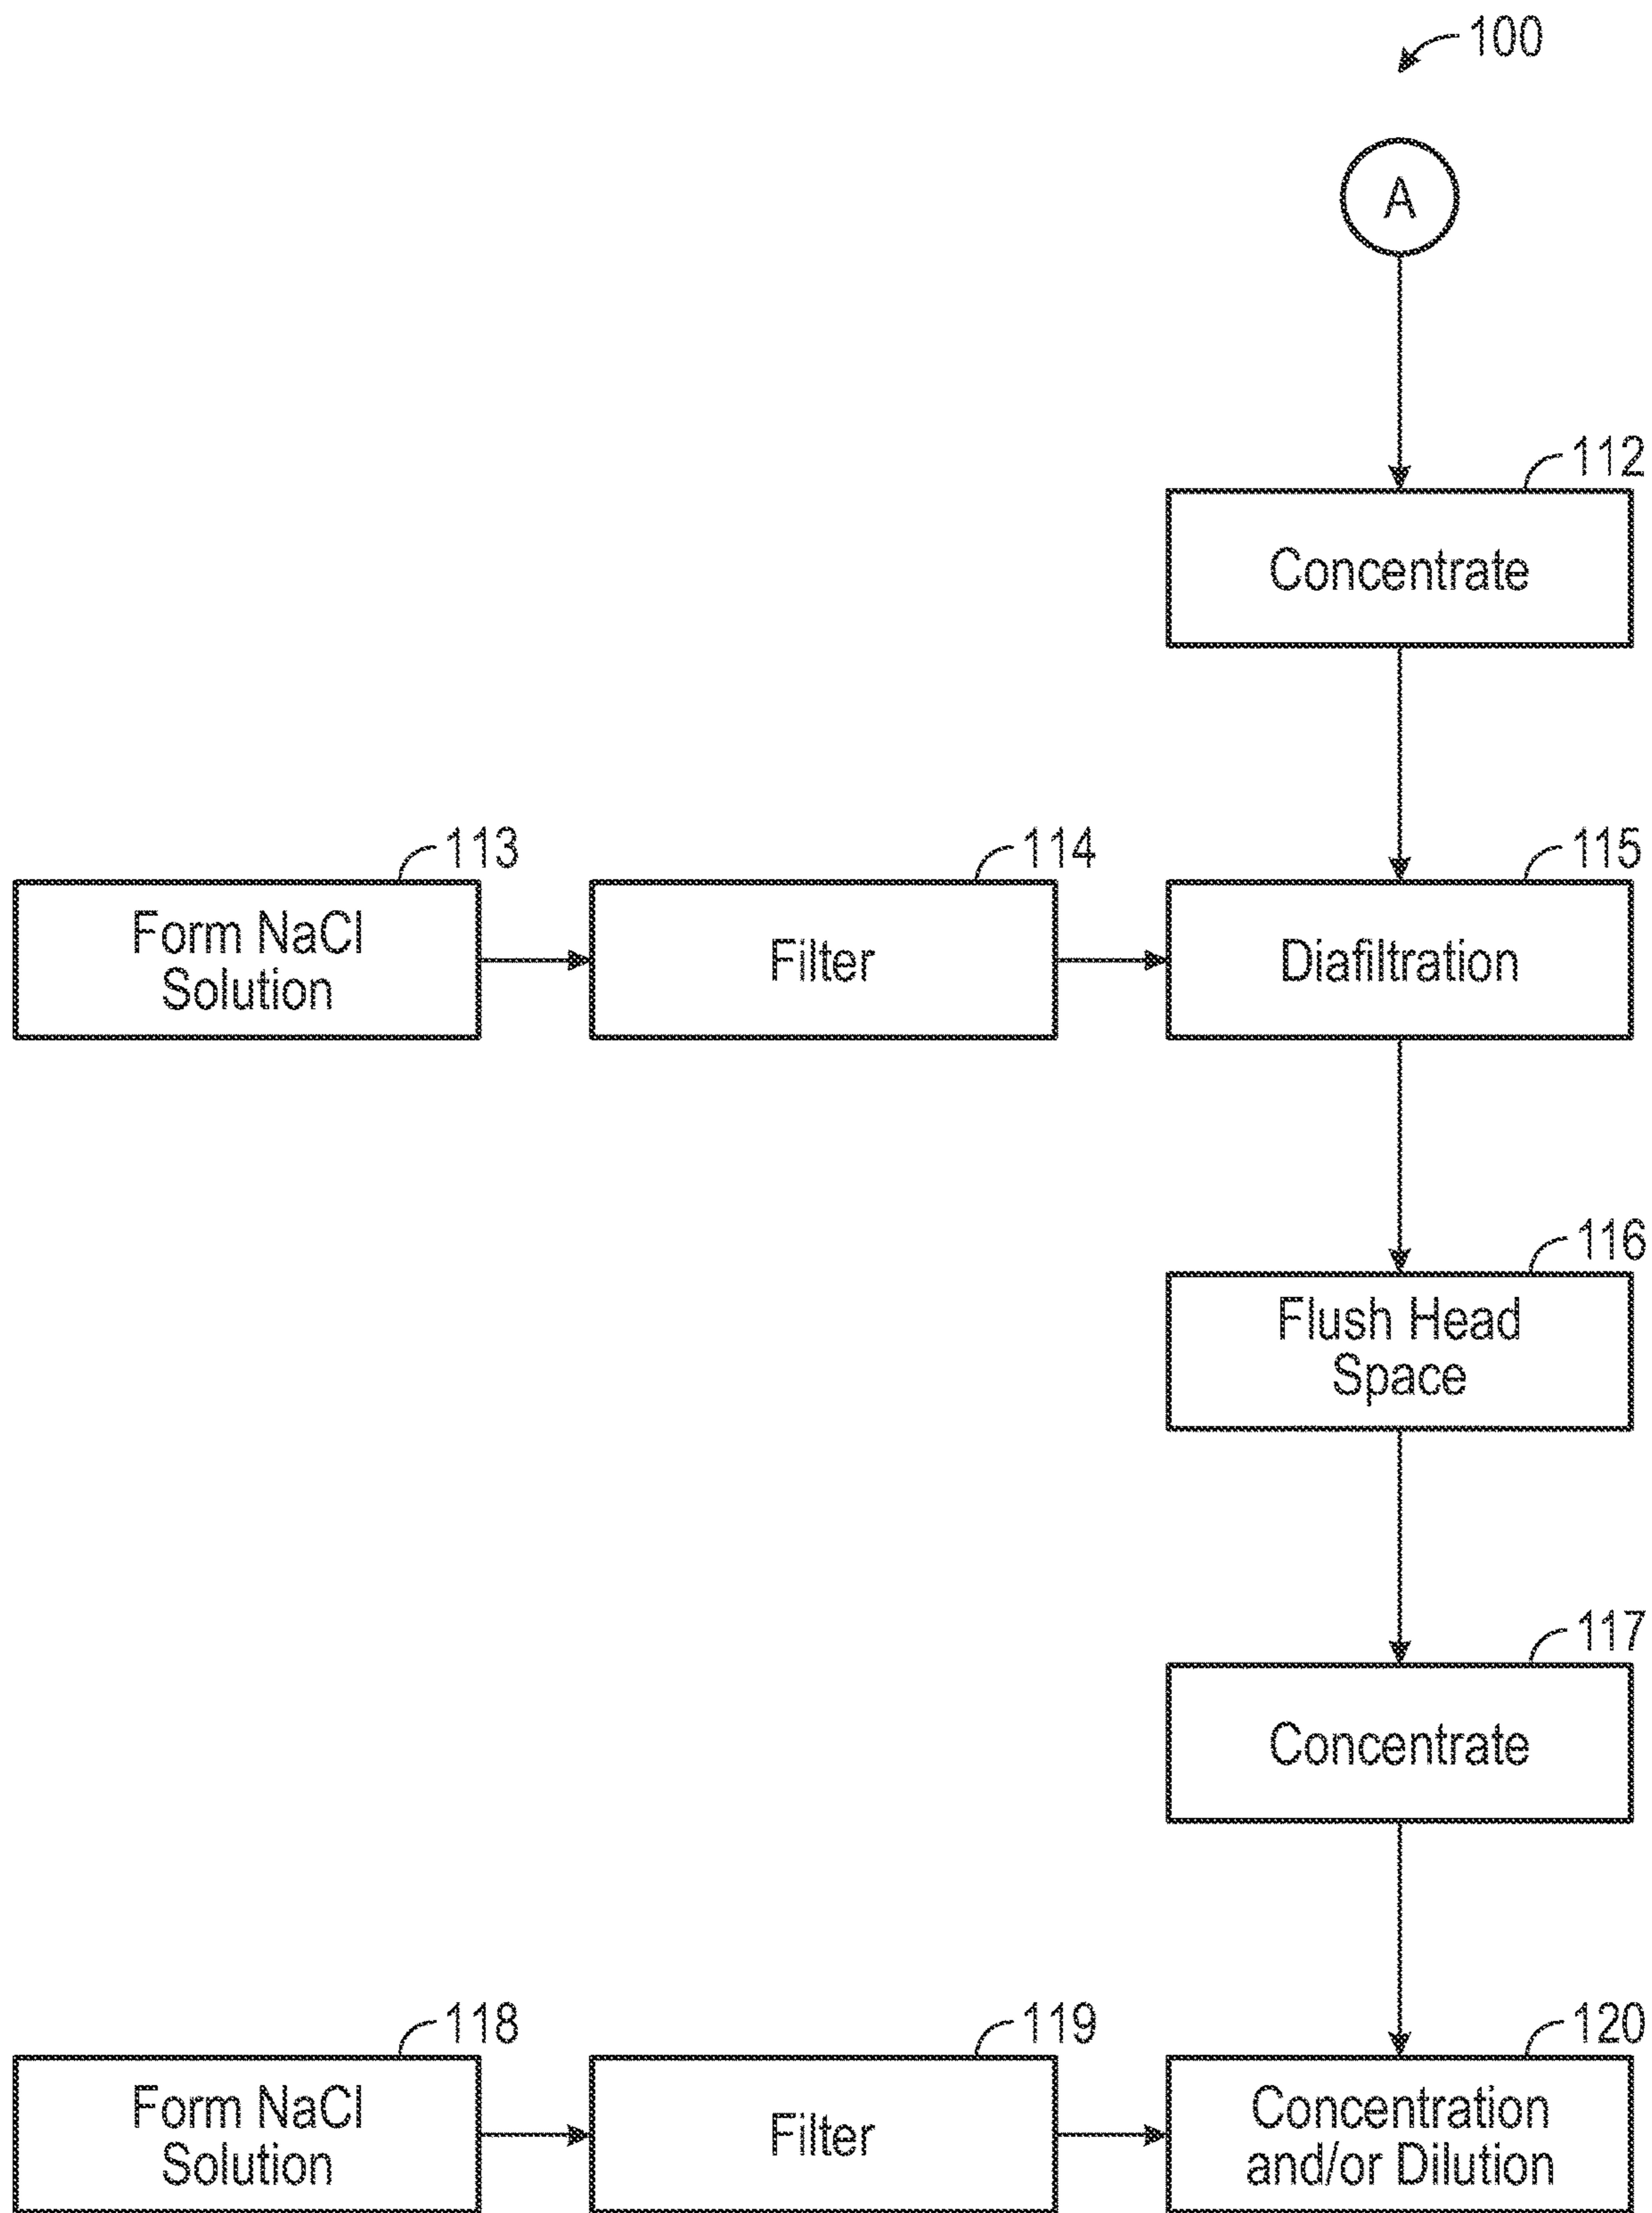 100
A
112
Concentrate
113
114
115
Form NaCl
Solution
Filter
Diafiltration
116
Flush Head
Space
117
Concentrate
118
119
120
Form NaCl
Solution
Filter
Concentration
and/or Dilution